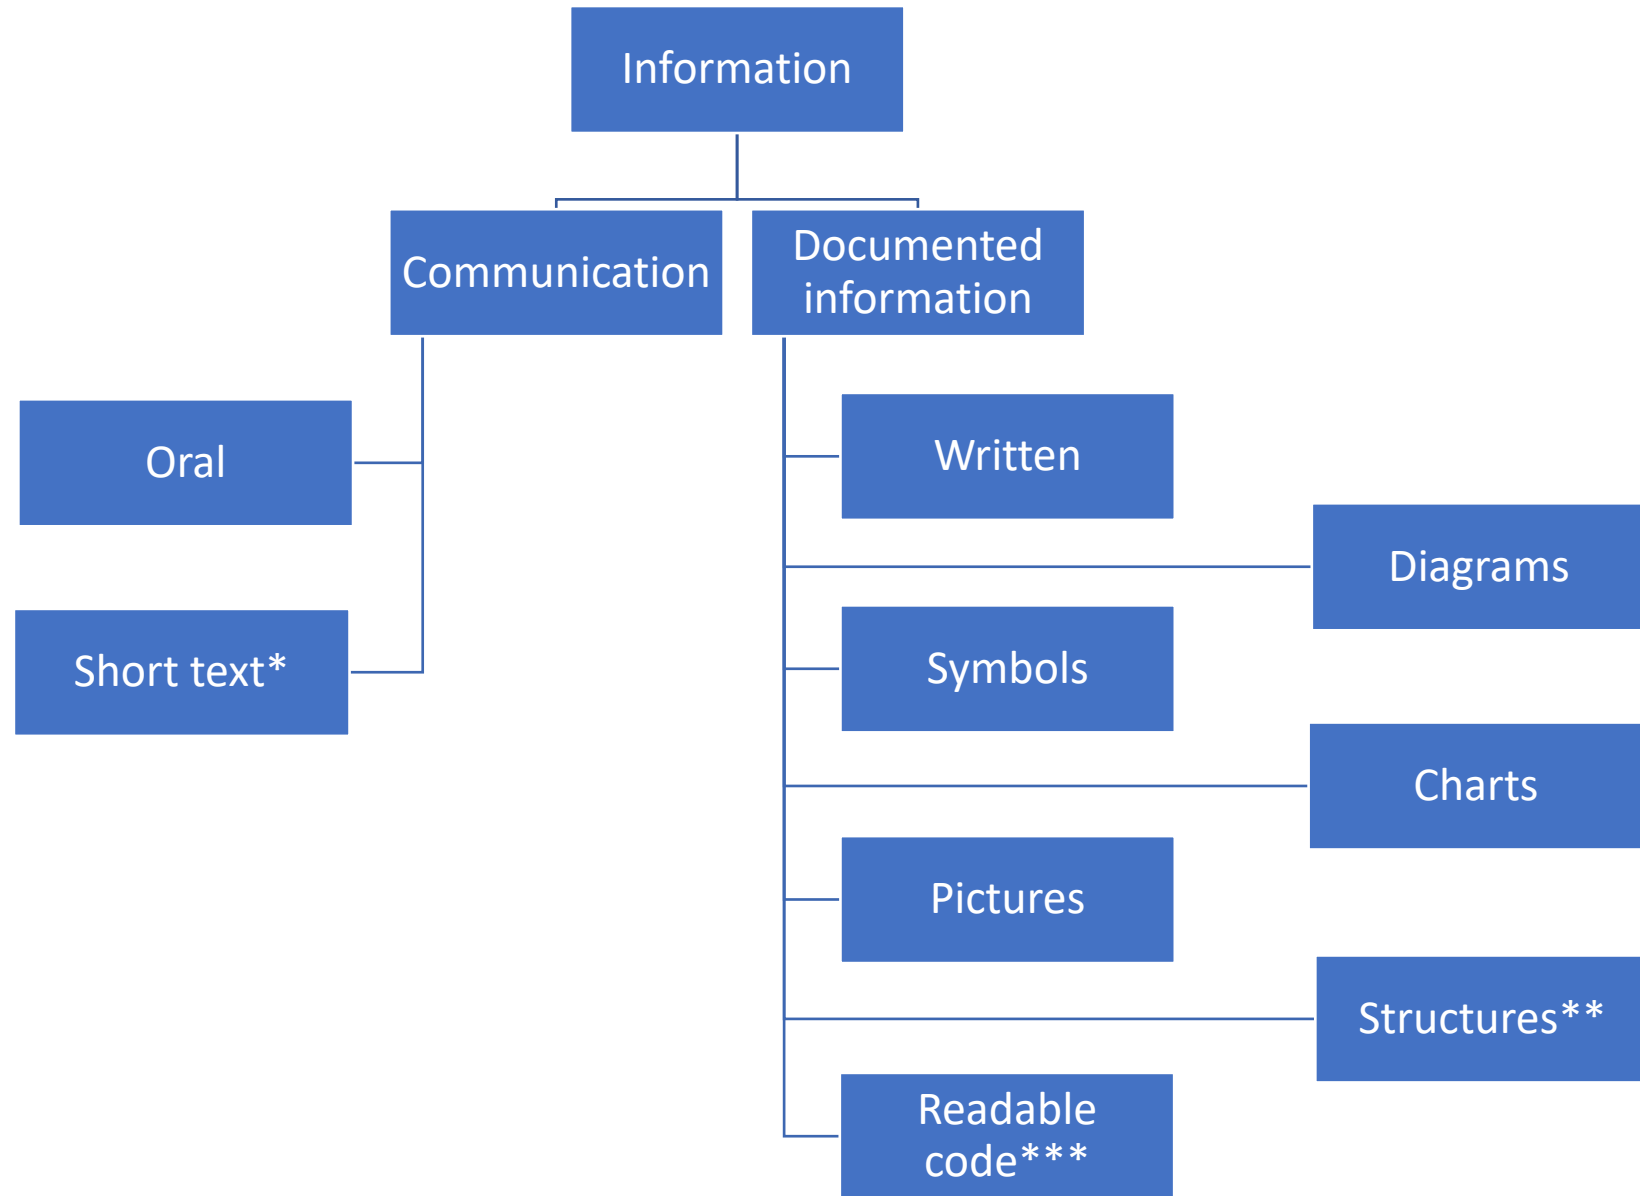 Information
Communication
Documented
information
Oral
Written
Diagrams
Short text*
Symbols
Charts
Pictures
Structures**
Readable
code***